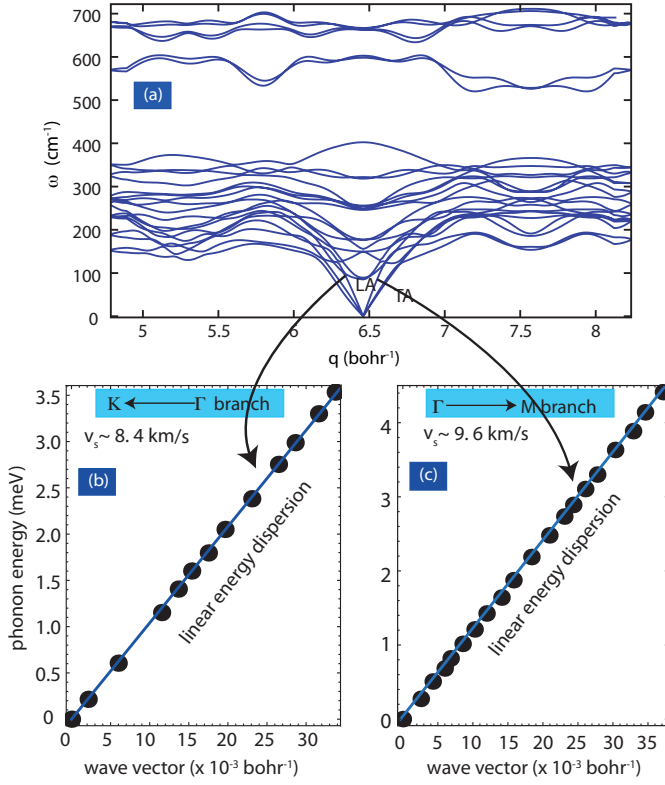 700
600
500
400
300
200
100
0
ω (cm⁻¹)
(a)
LA
TA
5 5.5 6 6.5 7 7.5 8
q (bohr⁻¹)
K Γ branch
vₛ~ 8. 4 km/s
(b)
linear energy dispersion
3.5
3.0
2.5
2.0
1.5
1.0
0.5
0
phonon energy (meV)
0 5 10 15 20 25 30
wave vector (x 10⁻³ bohr⁻¹)
Γ M branch
vₛ~ 9. 6 km/s
(c)
linear energy dispersion
4
3
2
1
0
0 5 10 15 20 25 30 35
wave vector (x 10⁻³ bohr⁻¹)